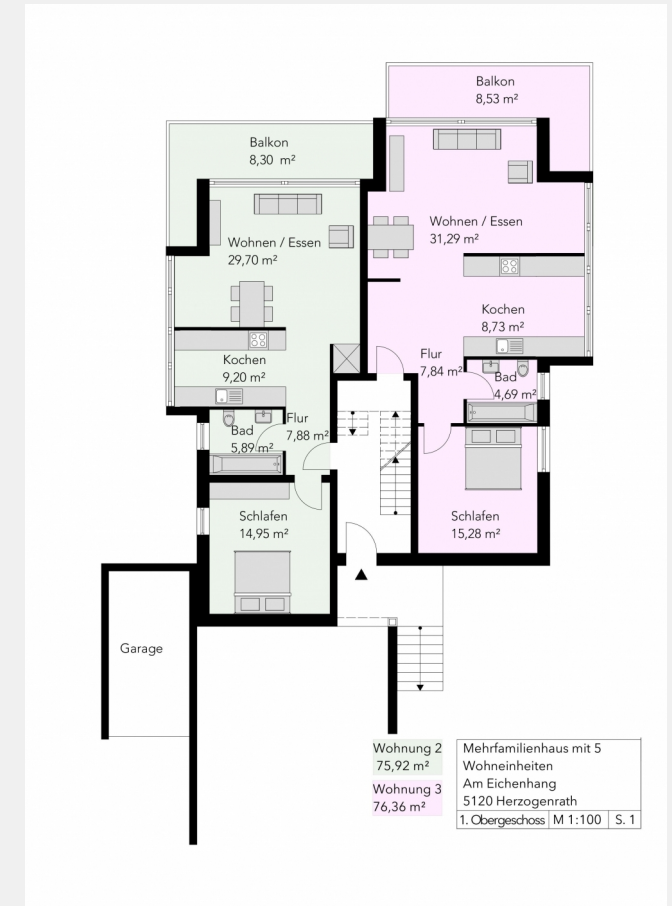 Balkon
8,53 m²
Balkon
8,30 m²
Wohnen / Essen
31,29 m²
Wohnen / Essen
29,70 m²
Kochen
8,73 m²
Kochen
9,20 m²
Flur
7,84 m²
Bad
4,69 m²
Flur
7,88 m²
Bad
5,89 m²
Schlafen
14,95 m²
Schlafen
15,28 m²
Garage
Wohnung 2
75,92 m²
Wohnung 3
76,36 m²
Mehrfamilienhaus mit 5
Wohneinheiten
Am Eichenhang
5120 Herzogenrath
1. Obergeschoss M 1:100 S. 1